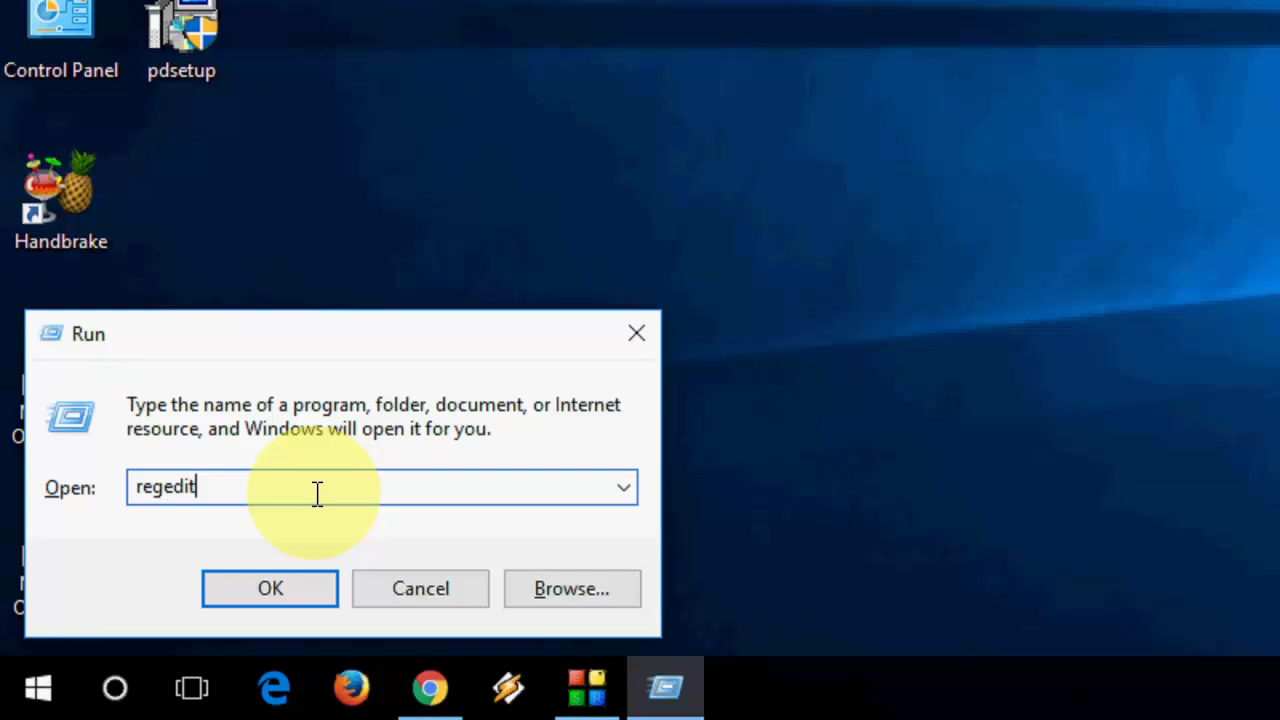 Control Panel
pdsetup
Handbrake
Run
Type the name of a program, folder, document, or Internet
resource, and Windows will open it for you.
Open:
regedit
OK
Cancel
Browse...